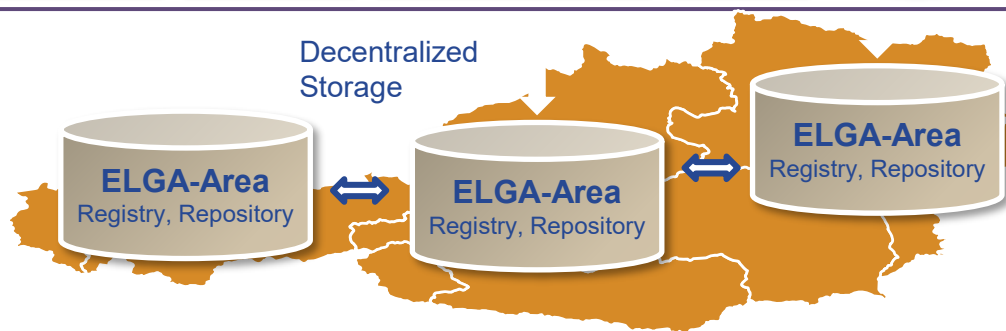 Decentralized
Storage
ELGA-Area
Registry, Repository
ELGA-Area
Registry, Repository
ELGA-Area
Registry, Repository